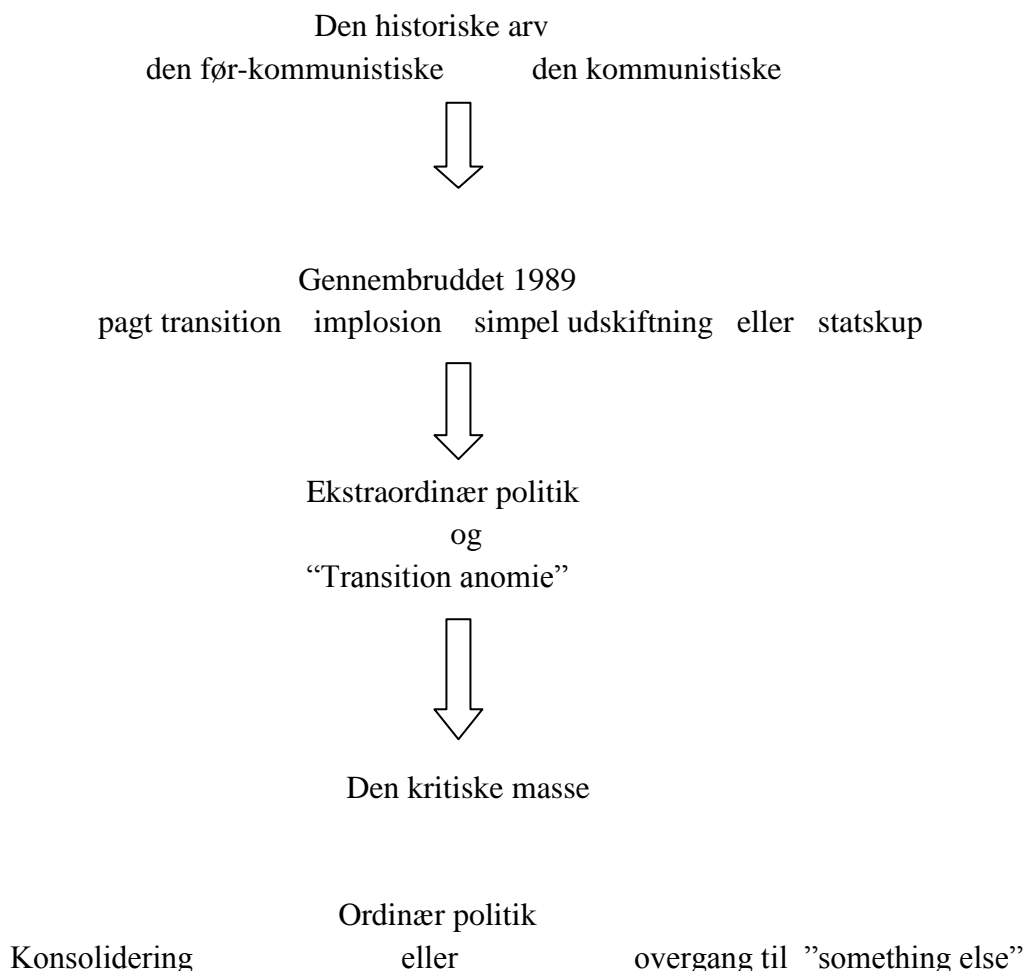 Den historiske arv
den før-kommunistiske den kommunistiske
Gennembruddet 1989
pagt transition implosion simpel udskiftning eller statskup
Ekstraordinær politik
og
“Transition anomie”
Den kritiske masse
Ordinær politik
Konsolidering eller overgang til ”something else”